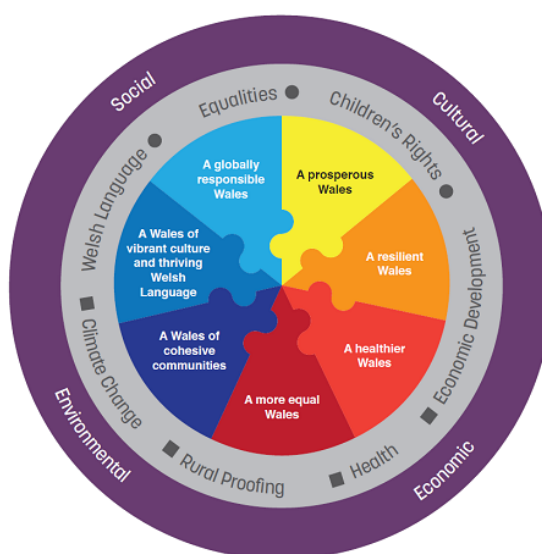 Social
Cultural
Environmental
Economic
Equalities
Children's Rights
Economic Development
Health
Rural Proofing
Climate Change
Welsh Language
A globally
responsible
Wales
A prosperous
Wales
A resilient
Wales
A healthier
Wales
A more equal
Wales
A Wales of
cohesive
communities
A Wales of
vibrant culture
and thriving
Welsh
Language